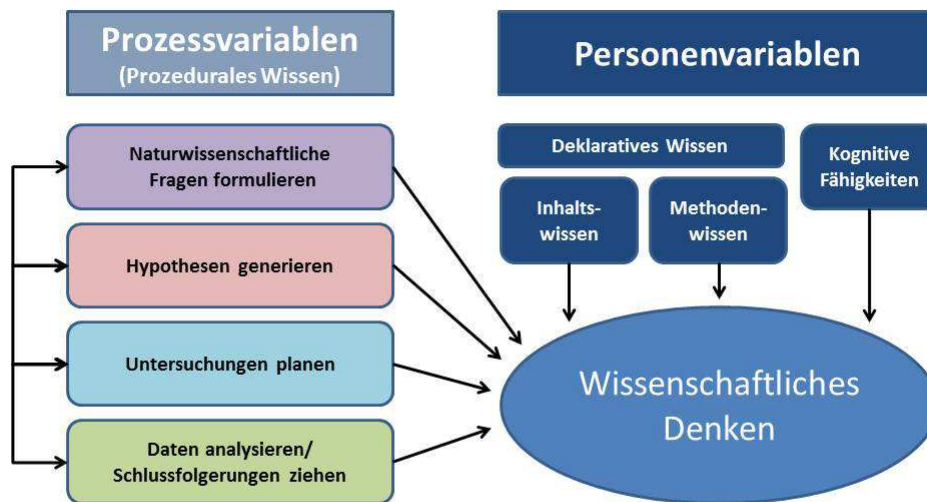 Prozessvariablen
(Prozedurales Wissen)
Naturwissenschaftliche
Fragen formulieren
Hypothesen generieren
Untersuchungen planen
Daten analysieren/
Schlussfolgerungen ziehen
Personenvariablen
Deklaratives Wissen
Inhalts-
wissen
Methoden-
wissen
Kognitive
Fähigkeiten
Wissenschaftliches
Denken